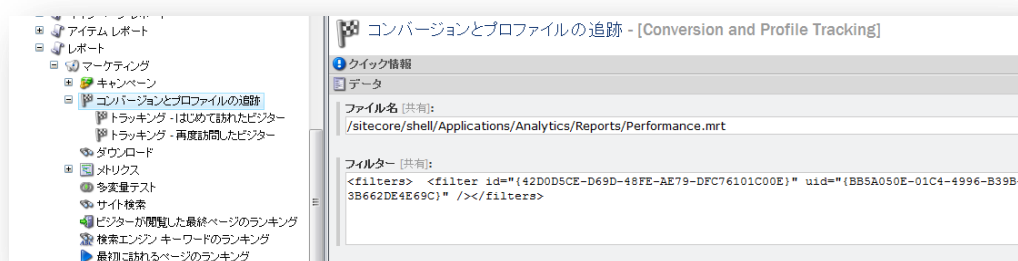 アイテム レポート
レポート
マーケティング
キャンペーン
コンバージョンとプロファイルの追跡
トラッキング - はじめて訪れたビジター
トラッキング - 再度訪問したビジター
ダウンロード
メトリクス
多変量テスト
サイト検索
ビジターが閲覧した最終ページのランキング
検索エンジン キーワードのランキング
最初に訪れるページのランキング
コンバージョンとプロファイルの追跡 - [Conversion and Profile Tracking]
クイック情報
データ
ファイル名 [共有]:
/sitecore/shell/Applications/Analytics/Reports/Performance.mrt
フィルター [共有]:
<filters> <filter id="{42D0D5CE-D69D-48FE-AE79-DFC76101C00E}" uid="{BB5A050E-01C4-4996-B39B
3B662DE4E69C}" /></filters>